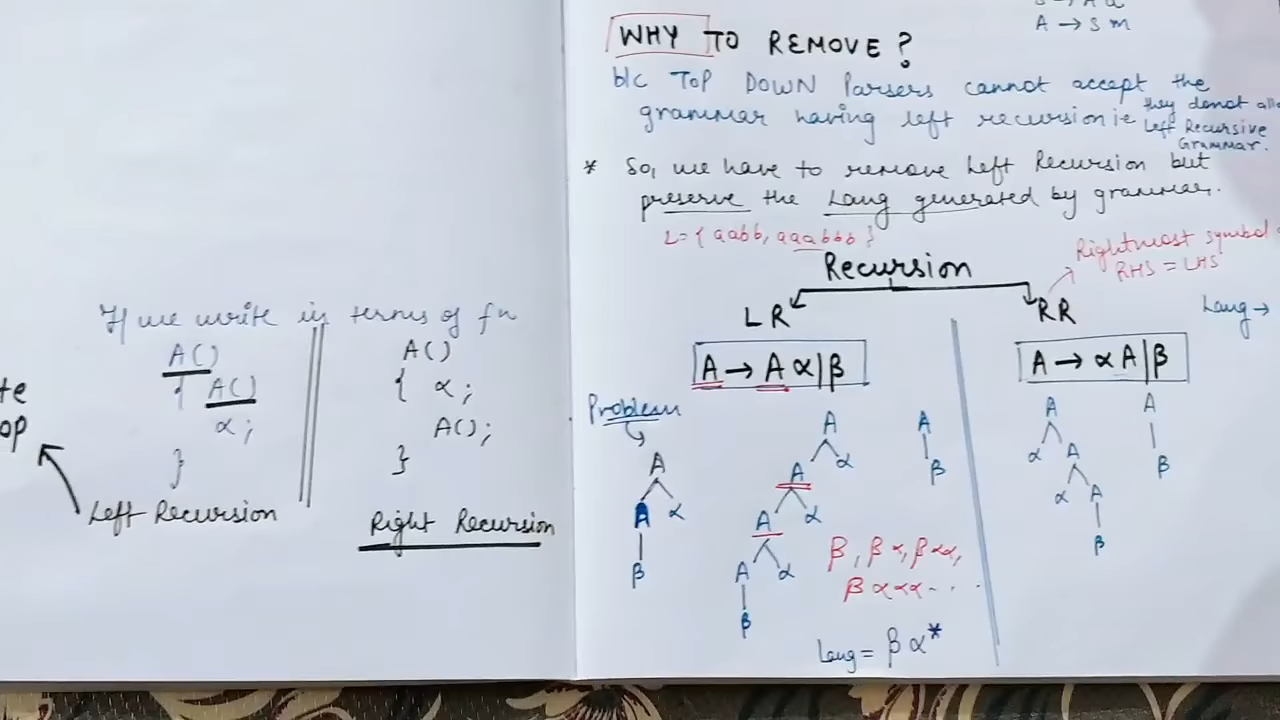 If we write in terms of fn
A()
{ A()
α;
}
Left Recursion
A()
{ α;
A();
}
Right Recursion
te
op
A → S m
WHY TO REMOVE?
b/c TOP DOWN Parsers cannot accept the
grammar having left recursion ie they donot all
Left Recursive
Grammar.
* So, we have to remove Left Recursion but
preserve the Lang generated by grammar.
L = { aabb, aaabbb }
Recursion
Rightmost symbol
RHS = LHS
LR
A → A α | β
Problem
A
A α
β
A
A α
A α
A α
β
A
β
β, βα, βαα,
βααα...
Lang = βα*
RR
A → α A | β
A
α A
α A
β
A
β
Lang →